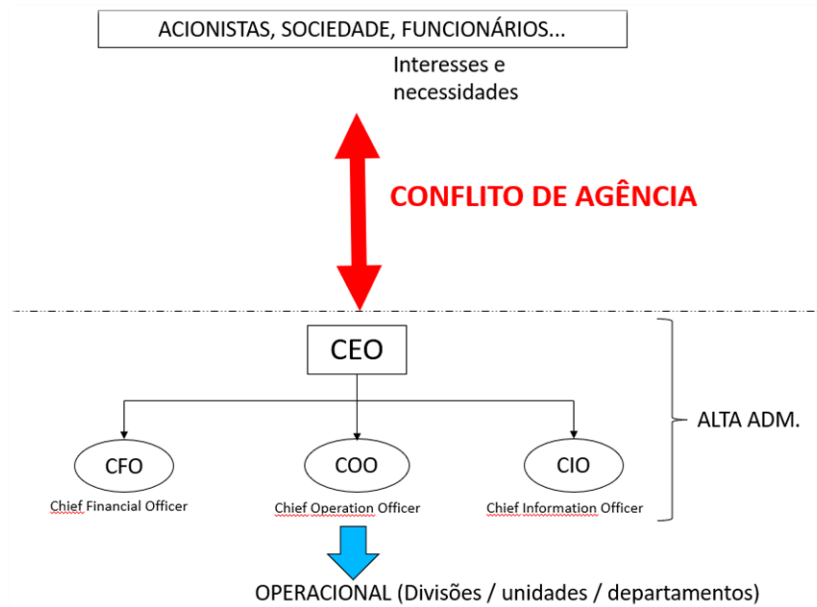 ACIONISTAS, SOCIEDADE, FUNCIONÁRIOS...
Interesses e
necessidades
CONFLITO DE AGÊNCIA
CEO
ALTA ADM.
CFO
COO
CIO
Chief Financial Officer
Chief Operation Officer
Chief Information Officer
OPERACIONAL (Divisões / unidades / departamentos)